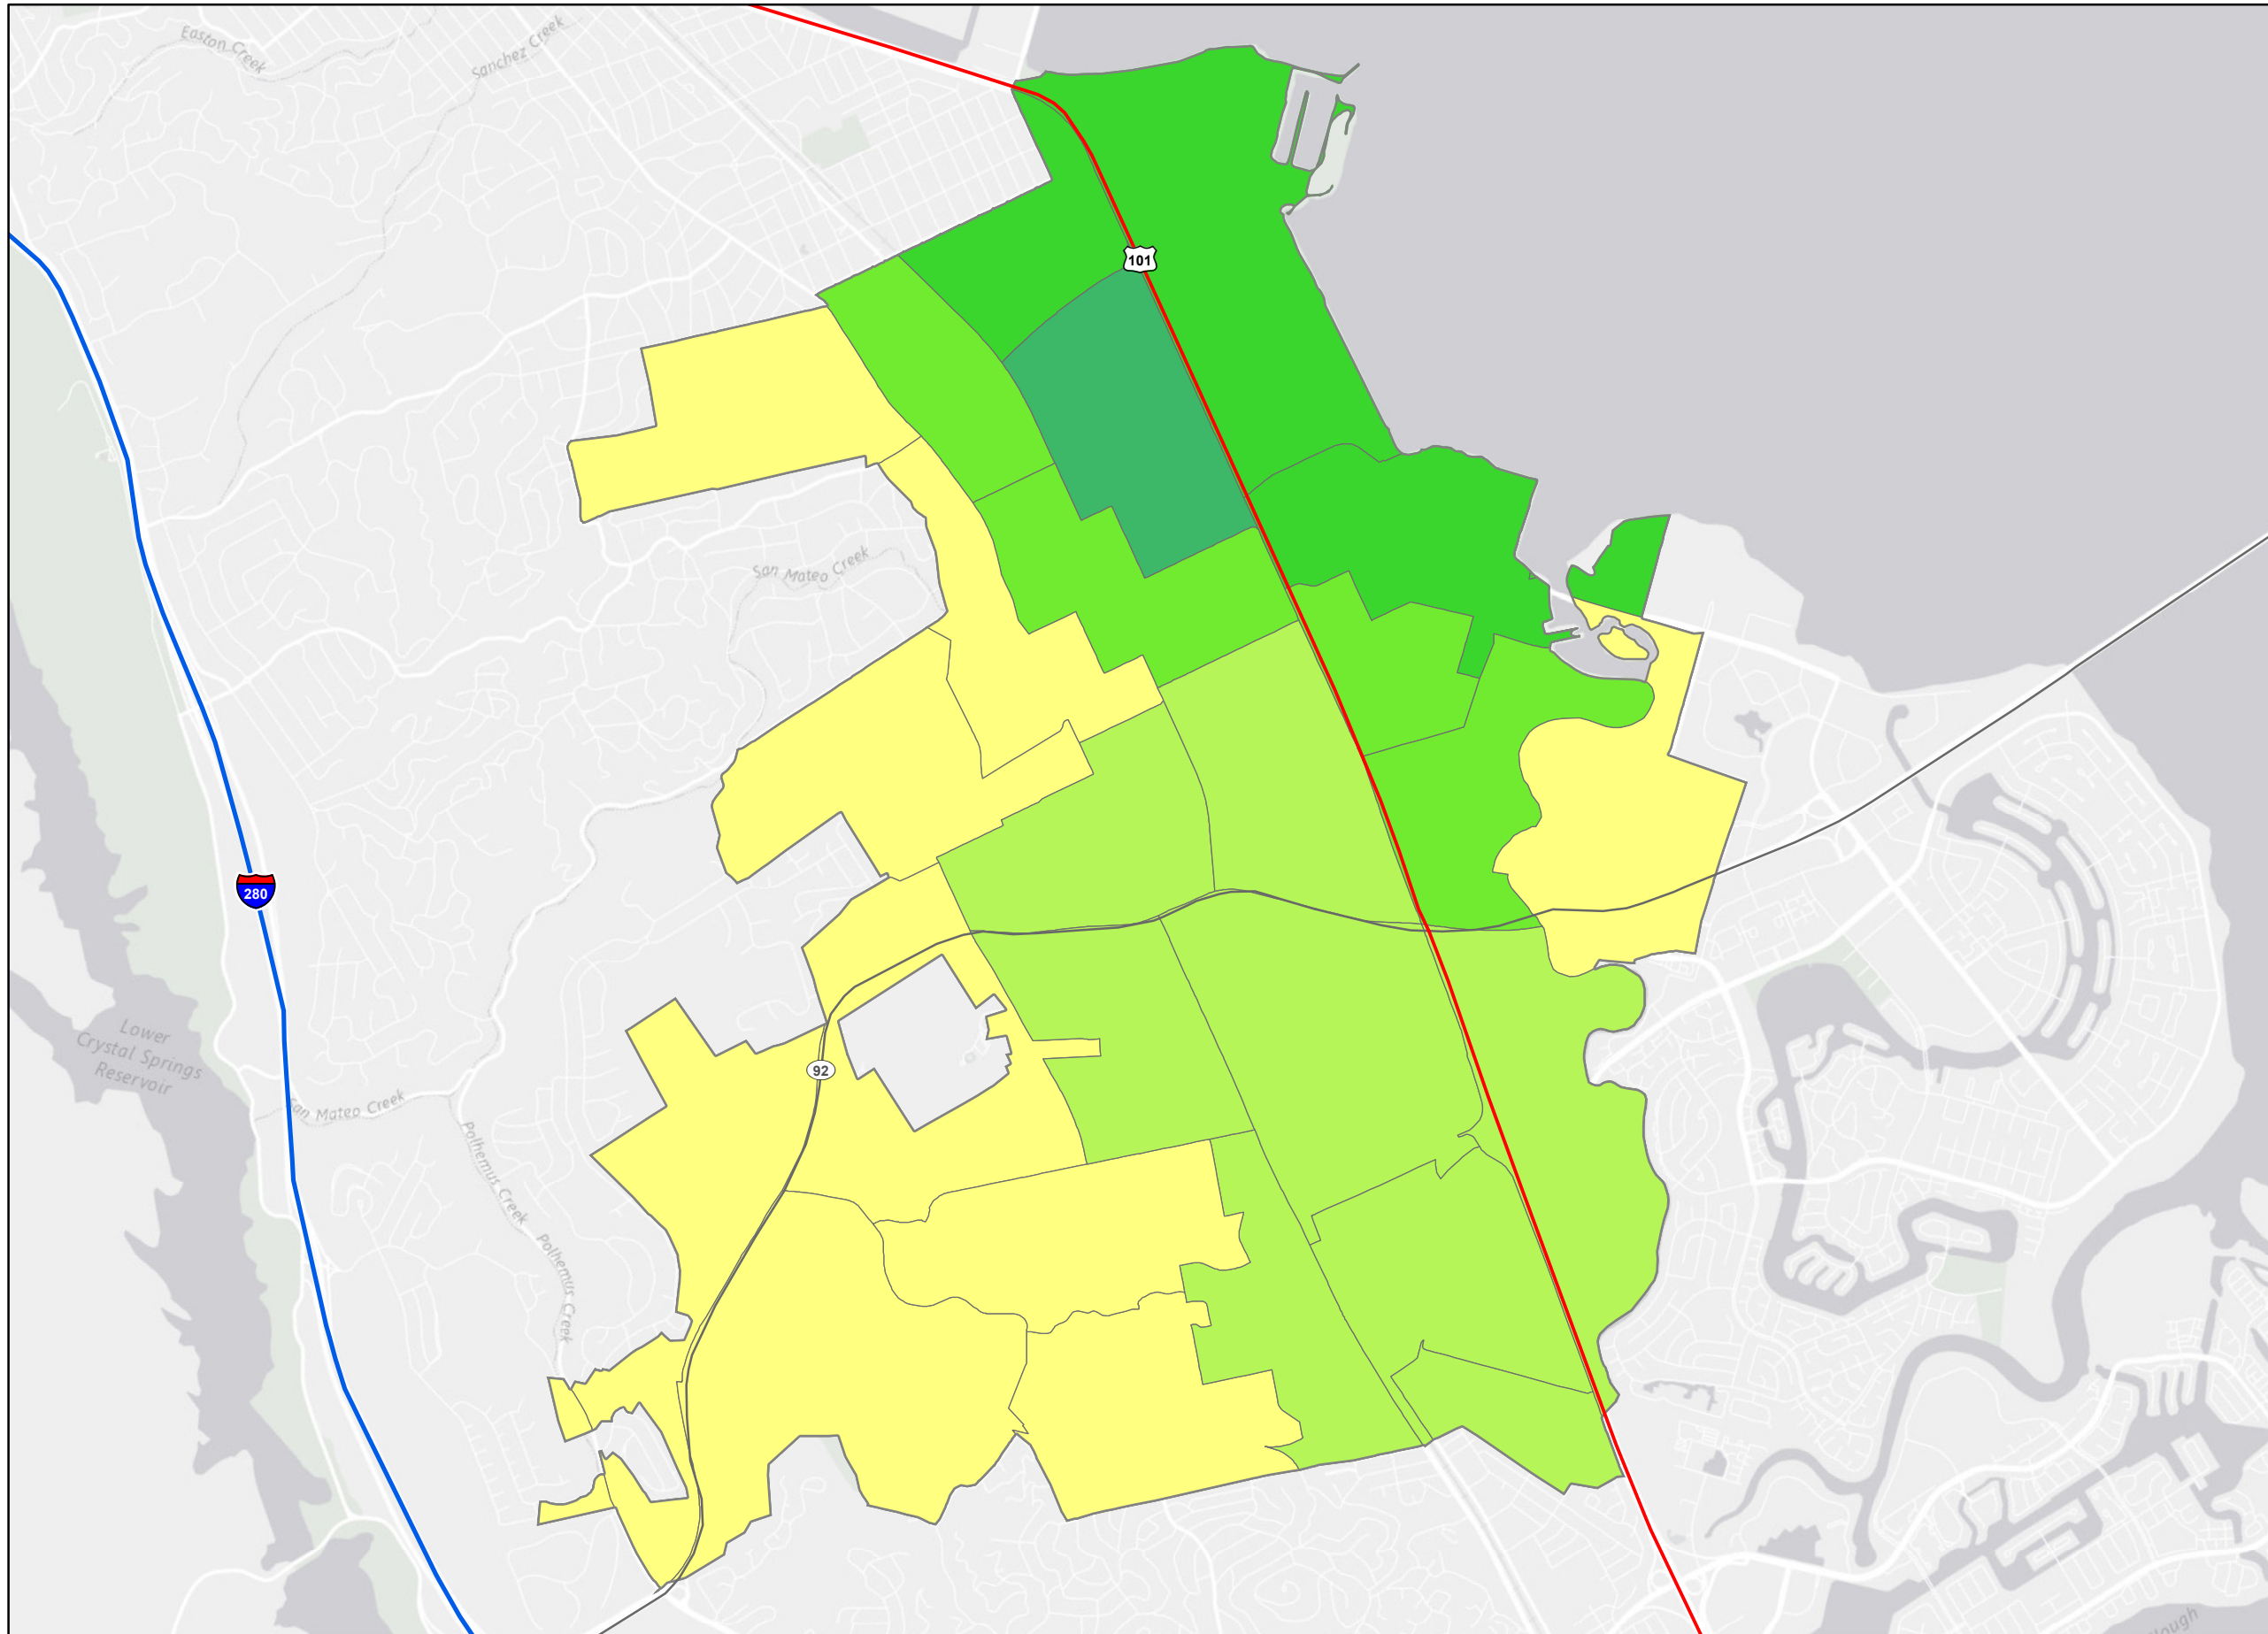 Easton Creek
Sanchez Creek
101
San Mateo Creek
280
Lower
Crystal Springs
Reservoir
92
San Mateo Creek
Polhemus Creek
Polhemus Creek